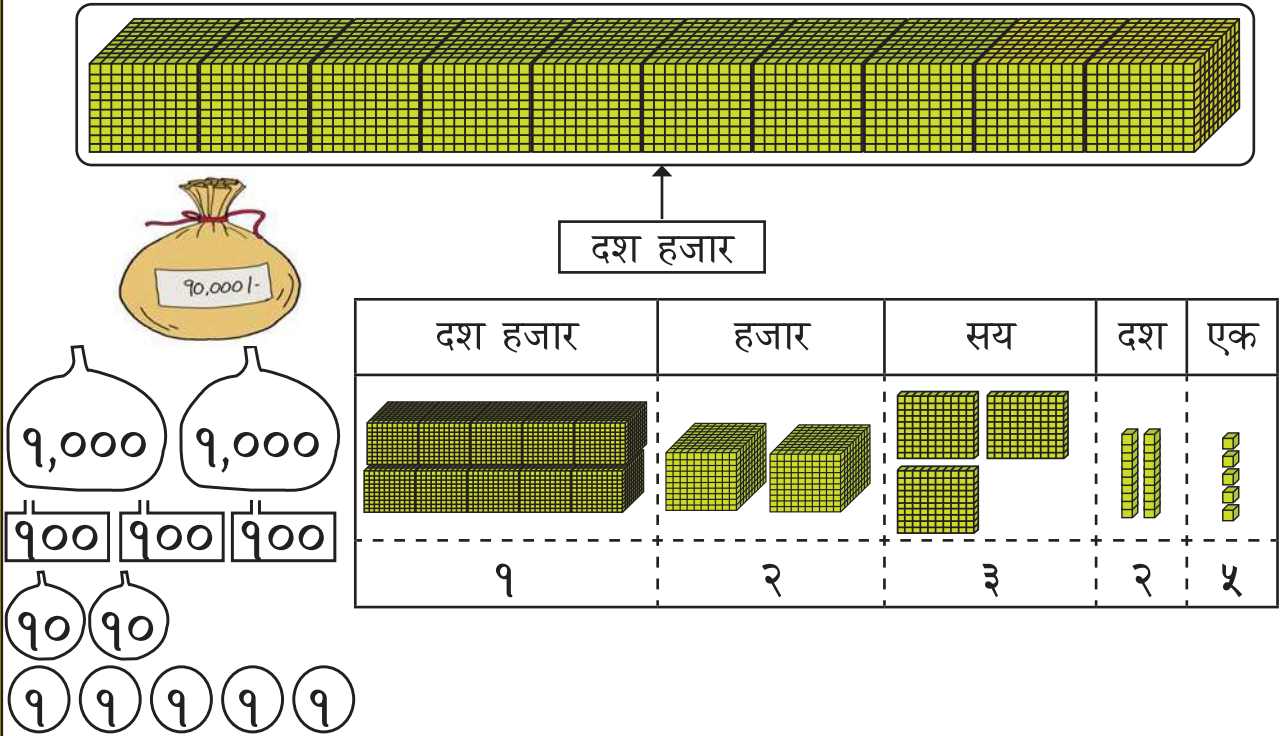 दश हजार
१०,०००/-
१,००० १,०००
१०० १०० १००
१० १०
१ १ १ १ १
दश हजार हजार सय दश एक
१ २ ३ २ ५